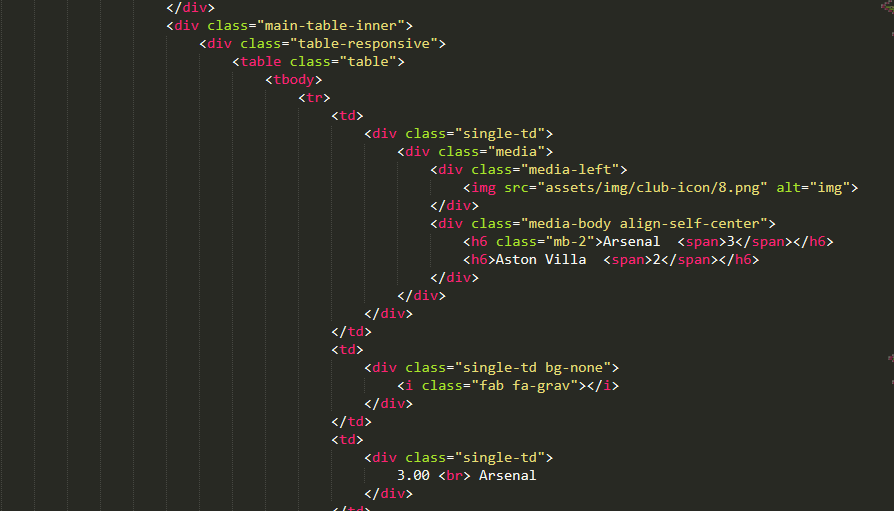 </div>
<div class="main-table-inner">
<div class="table-responsive">
<table class="table">
<tbody>
<tr>
<td>
<div class="single-td">
<div class="media">
<div class="media-left">
<img src="assets/img/club-icon/8.png" alt="img">
</div>
<div class="media-body align-self-center">
<h6 class="mb-2">Arsenal  <span>3</span></h6>
<h6>Aston Villa  <span>2</span></h6>
</div>
</div>
</div>
</td>
<td>
<div class="single-td bg-none">
<i class="fab fa-grav"></i>
</div>
</td>
<td>
<div class="single-td">
3.00 <br> Arsenal
</div>
</td>